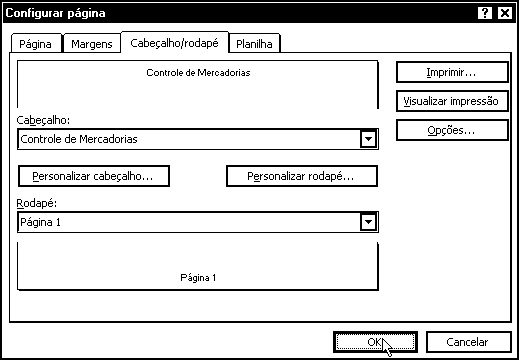 Configurar página
Página Margens Cabeçalho/rodapé Planilha
Controle de Mercadorias
Imprimir...
Visualizar impressão
Opções...
Cabeçalho:
Controle de Mercadorias
Personalizar cabeçalho... Personalizar rodapé...
Rodapé:
Página 1
Página 1
OK Cancelar